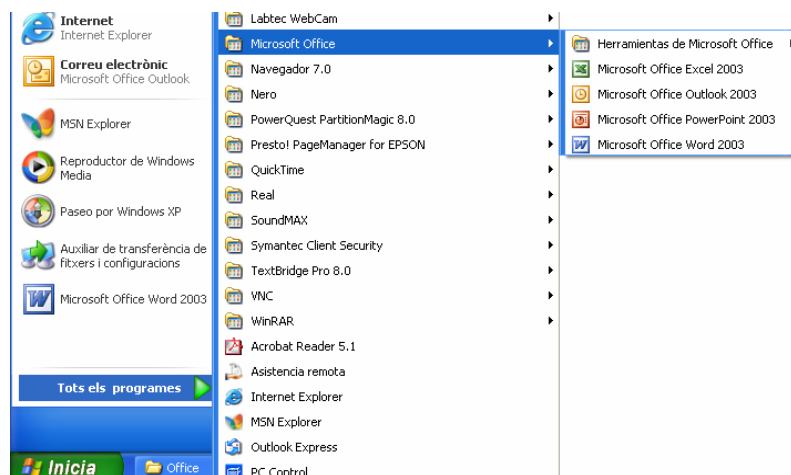 Internet
Internet Explorer
Correu electrònic
Microsoft Office Outlook
MSN Explorer
Reproductor de Windows
Media
Paseo por Windows XP
Auxiliar de transferència de
fitxers i configuracions
Microsoft Office Word 2003
Tots els programes
Inicia
Office
Labtec WebCam
Microsoft Office
Navegador 7.0
Nero
PowerQuest PartitionMagic 8.0
Presto! PageManager for EPSON
QuickTime
Real
SoundMAX
Symantec Client Security
TextBridge Pro 8.0
VNC
WinRAR
Acrobat Reader 5.1
Asistencia remota
Internet Explorer
MSN Explorer
Outlook Express
PC Control
Herramientas de Microsoft Office
Microsoft Office Excel 2003
Microsoft Office Outlook 2003
Microsoft Office PowerPoint 2003
Microsoft Office Word 2003